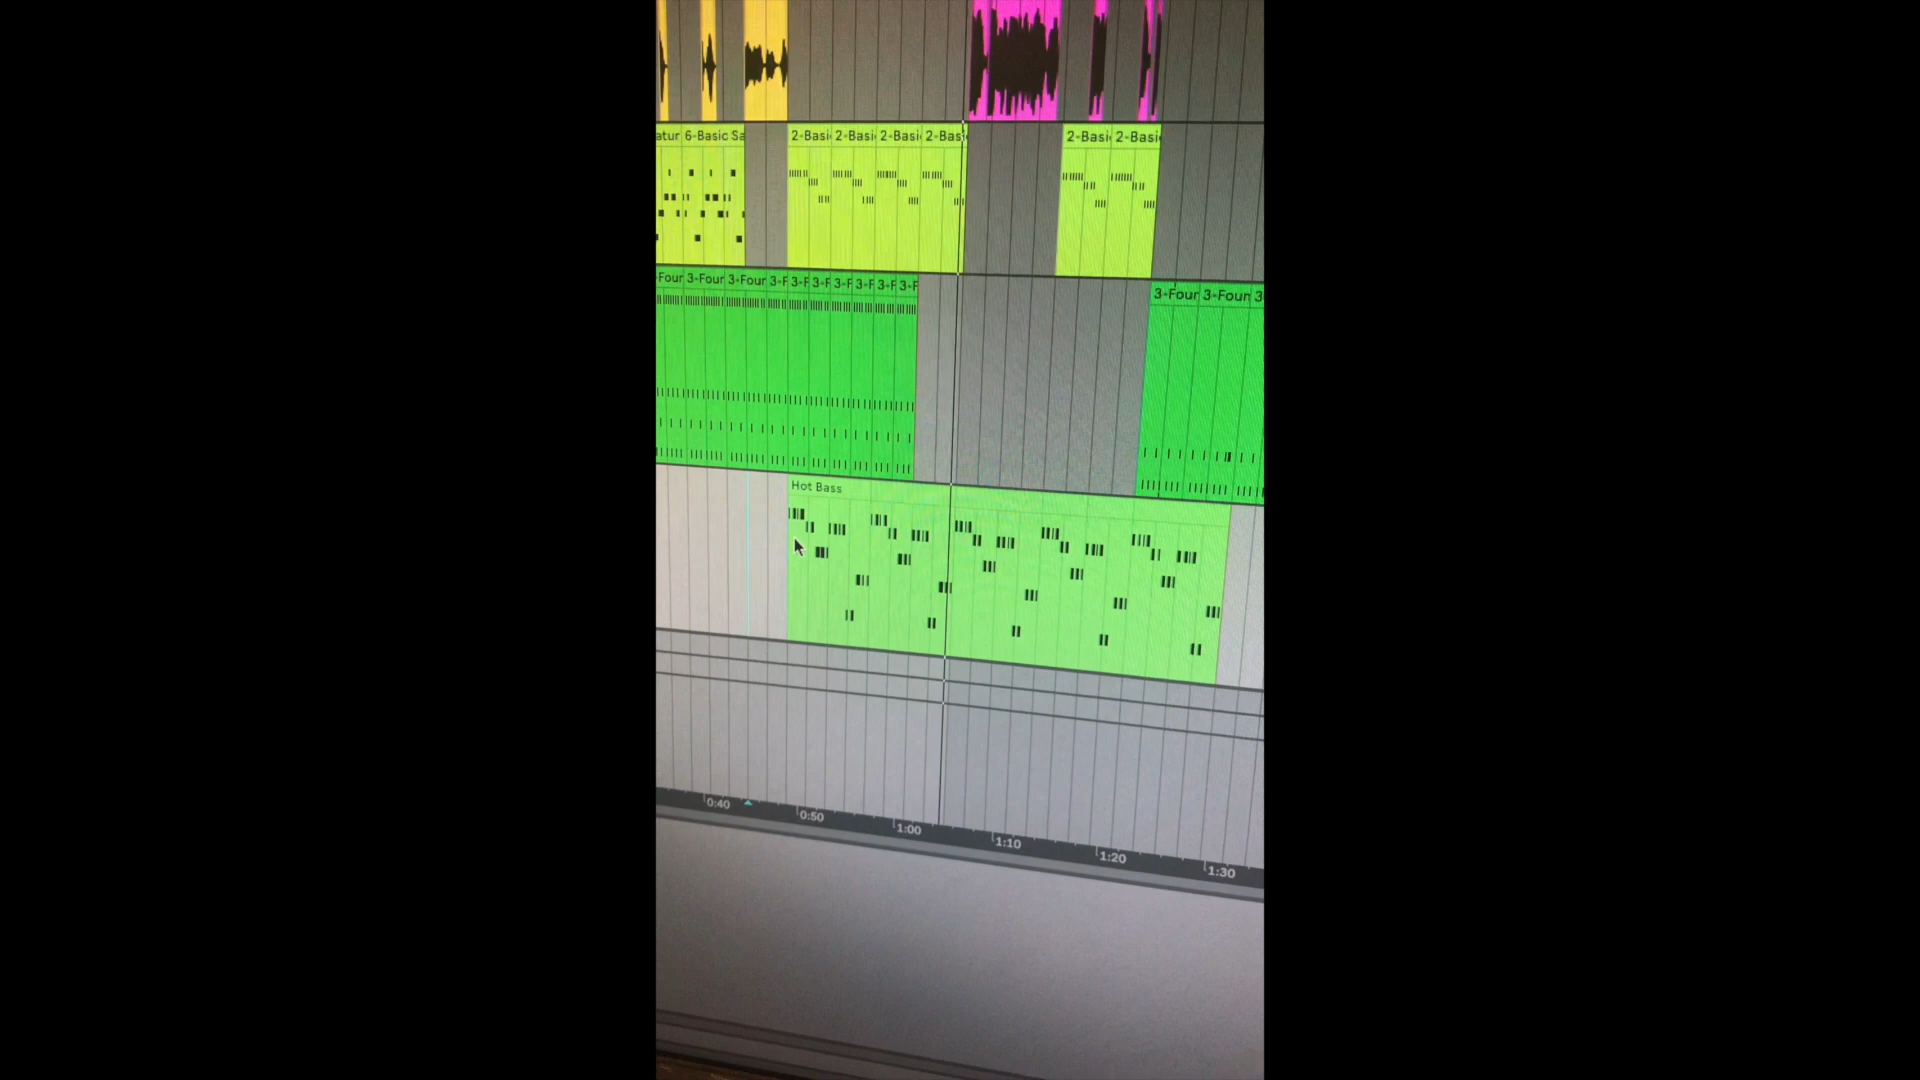 atur 6-Basic Sa 2-Basi 2-Basi 2-Basi 2-Basi 2-Basi 2-Basi
-Four 3-Four 3-Four 3-F 3-F 3-F 3-F 3-F 3-F 3-F 3-Four 3-Four 3
Hot Bass
0:40 0:50 1:00 1:10 1:20 1:30